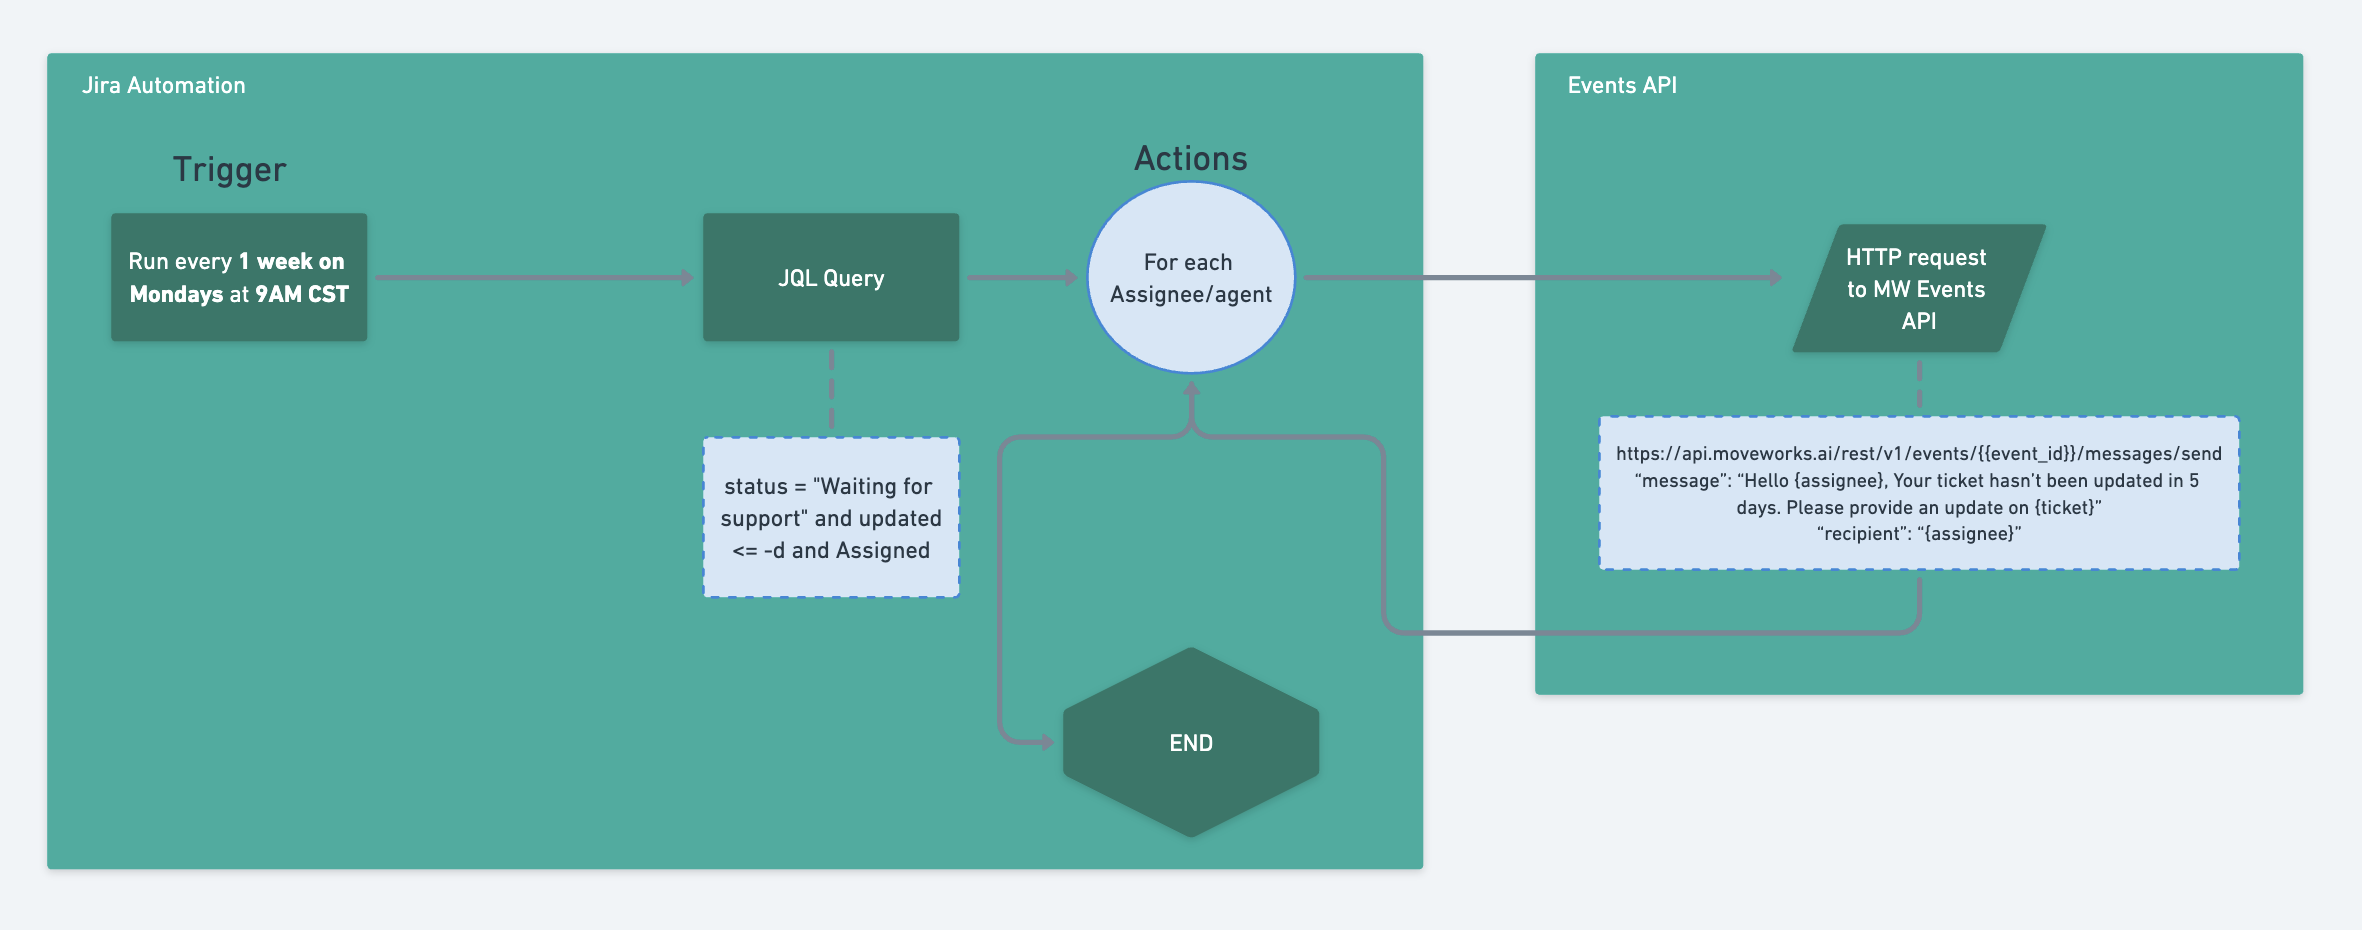 Jira Automation
Trigger
Run every 1 week on
Mondays at 9AM CST
JQL Query
status = "Waiting for
support" and updated
<= -d and Assigned
Actions
For each
Assignee/agent
END
Events API
HTTP request
to MW Events
API
https://api.moveworks.ai/rest/v1/events/{{event_id}}/messages/send
“message”: “Hello {assignee}, Your ticket hasn’t been updated in 5
days. Please provide an update on {ticket}”
“recipient”: “{assignee}”